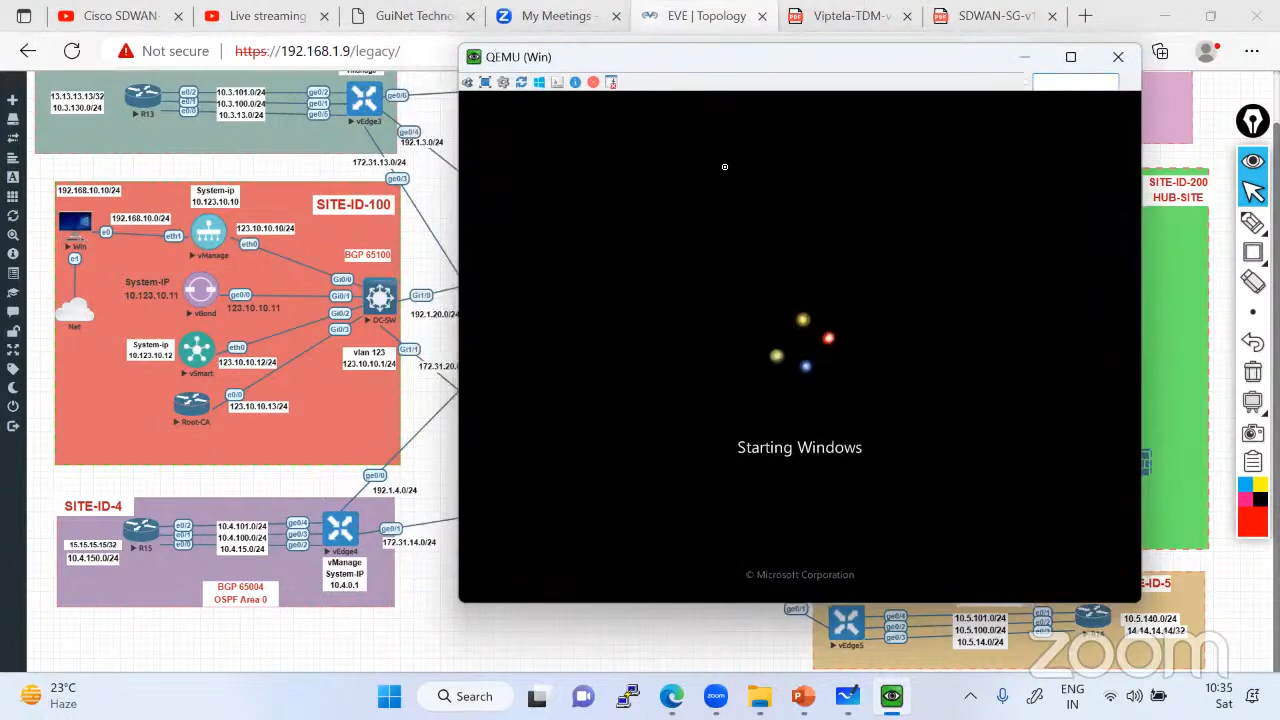 Guided Techno
My Meetings -
EVE | Topology
Viptela-TDM-v
SDWAN-SG-v1
Not secure
https://192.168.1.9/legacy/
QEMU (Win)
13.13.13.13/32
10.3.130.0/24
R13
e0/2
e0/1
e0/0
10.3.101.0/24
10.3.100.0/24
10.3.13.0/24
ge0/2
ge0/1
ge0/5
vEdge3
ge0/6
ge0/4
192.1.3.0/24
172.31.13.0/24
ge0/3
192.168.10.10/24
System-ip
10.123.10.10
SITE-ID-100
192.168.10.0/24
Win
e0
eth1
vManage
123.10.10.10/24
eth0
BGP 65100
e1
Net
System-IP
10.123.10.11
vBond
ge0/0
123.10.10.11
Gi0/0
Gi0/1
Gi0/2
Gi0/3
DC-SW
Gi1/0
192.1.20.0/24
System-ip
10.123.10.12
vSmart
eth0
123.10.10.12/24
vlan 123
123.10.10.1/24
Gi1/1
172.31.20.
e0/0
123.10.10.13/24
Root-CA
ge0/0
192.1.4.0/24
SITE-ID-4
15.15.15.15/32
10.4.150.0/24
R15
e0/2
e0/1
e0/0
10.4.101.0/24
10.4.100.0/24
10.4.15.0/24
ge0/4
ge0/3
ge0/2
vEdge4
ge0/1
172.31.14.0/24
vManage
System-IP
10.4.0.1
BGP 65004
OSPF Area 0
Starting Windows
© Microsoft Corporation
SITE-ID-200
HUB-SITE
E-ID-5
ge0/1
vEdge5
ge0/4
ge0/2
ge0/3
10.5.101.0/24
10.5.100.0/24
10.5.14.0/24
e0/1
e0/2
10.5.140.0/24
14.14.14.14/32
zoom
23°C
Haze
Search
zoom
ENG
IN
10:35
Sat